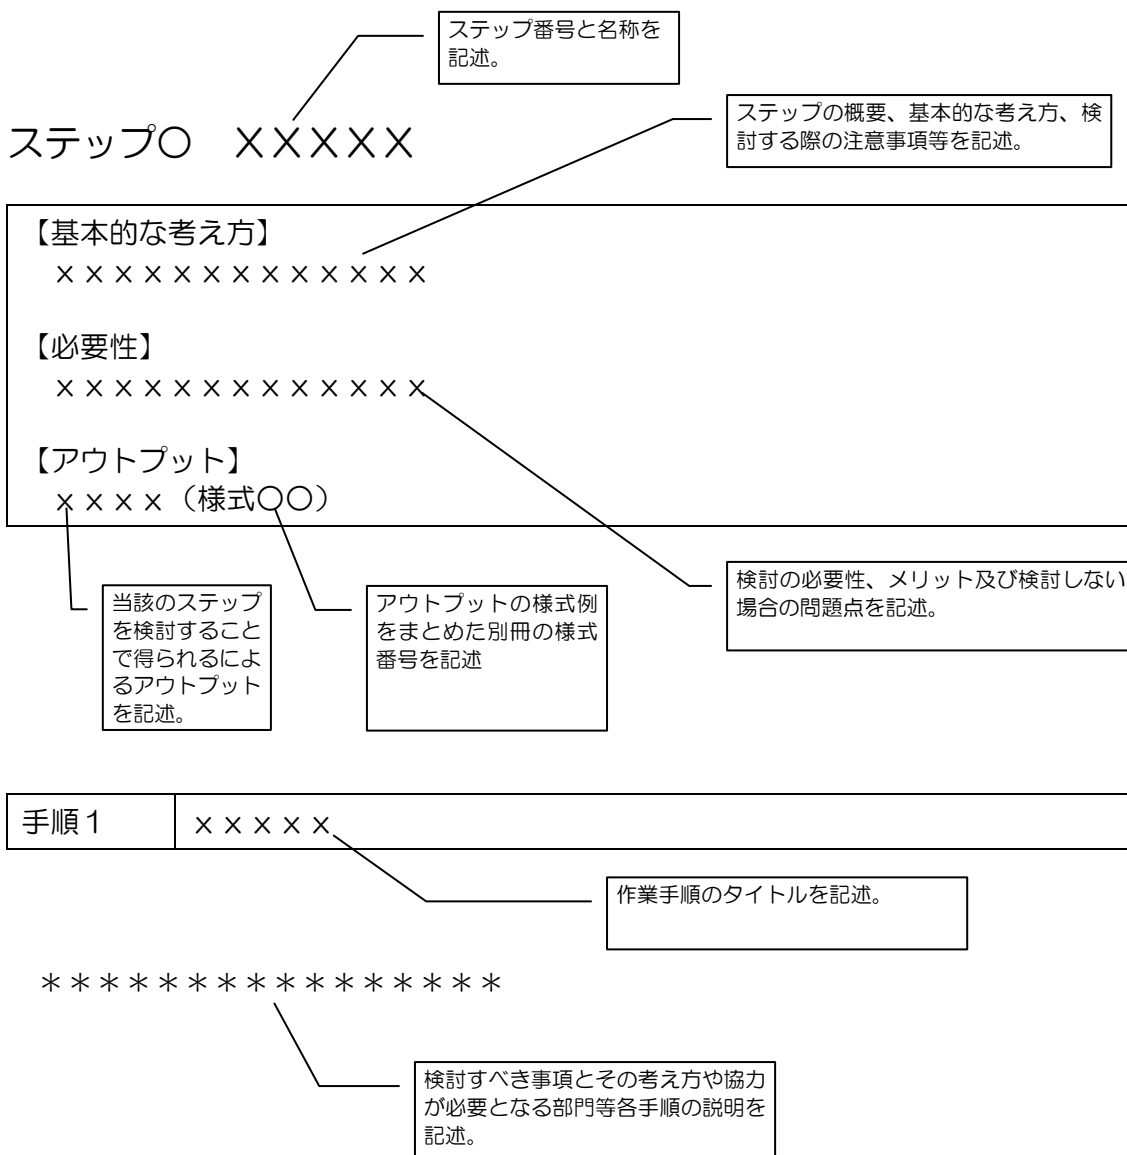 ステップ番号と名称を
記述。
ステップの概要、基本的な考え方、検
討する際の注意事項等を記述。
ステップ〇　XXXXX
【基本的な考え方】
ｘｘｘｘｘｘｘｘｘｘｘｘｘ
【必要性】
ｘｘｘｘｘｘｘｘｘｘｘｘｘ
【アウトプット】
ｘｘｘｘ（様式〇〇）
当該のステップ
を検討すること
で得られるによ
るアウトプット
を記述。
アウトプットの様式例
をまとめた別冊の様式
番号を記述
検討の必要性、メリット及び検討しない
場合の問題点を記述。
手順１　ｘｘｘｘｘ
作業手順のタイトルを記述。
＊＊＊＊＊＊＊＊＊＊＊＊＊＊＊＊
検討すべき事項とその考え方や協力
が必要となる部門等各手順の説明を
記述。